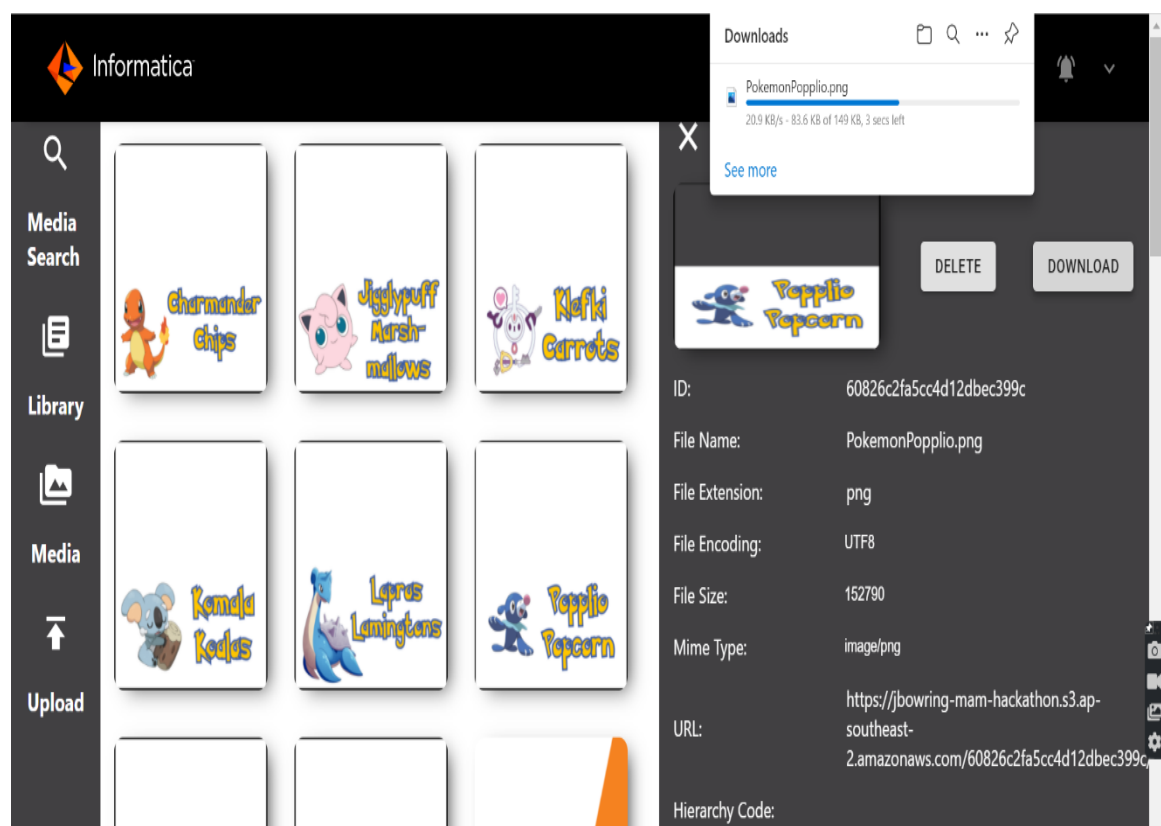 Informatica
Downloads
PokemonPopplio.png
20.9 KB/s - 83.6 KB of 149 KB, 3 secs left
See more
Media
Search
Library
Media
Upload
Charmander
Chips
Jigglypuff
Marsh-
mallows
Klefki
Carrots
Komala
Koalas
Lapras
Lamingtons
Popplio
Popcorn
Popplio
Popcorn
DELETE
DOWNLOAD
ID: 60826c2fa5cc4d12dbec399c
File Name: PokemonPopplio.png
File Extension: png
File Encoding: UTF8
File Size: 152790
Mime Type: image/png
URL: https://jbowring-mam-hackathon.s3.ap-
southeast-
2.amazonaws.com/60826c2fa5cc4d12dbec399c/
Hierarchy Code: